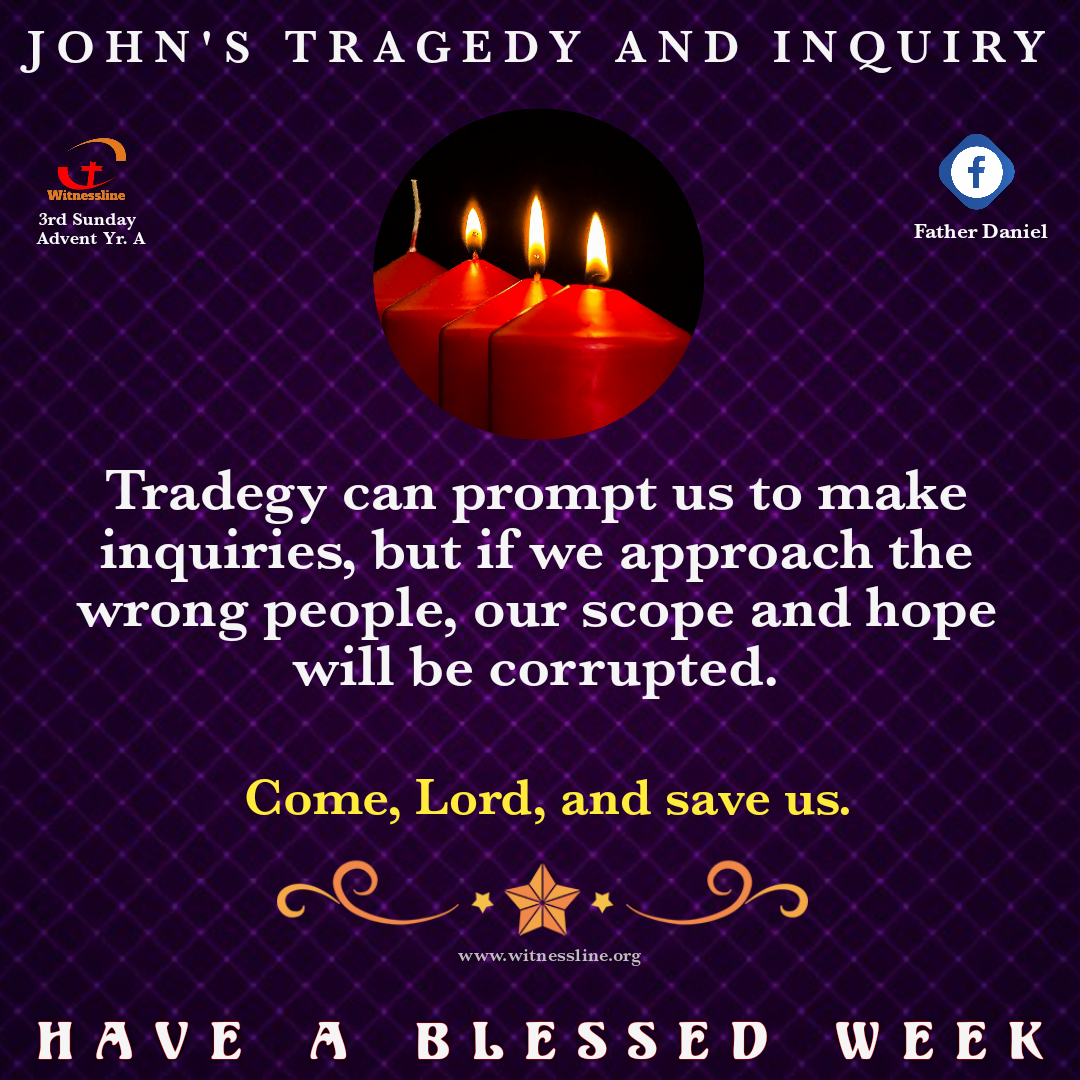 JOHN'S TRAGEDY AND INQUIRY
Witnessline
3rd Sunday
Advent Yr. A
f
Father Daniel
Tradegy can prompt us to make
inquiries, but if we approach the
wrong people, our scope and hope
will be corrupted.
Come, Lord, and save us.
www.witnessline.org
HAVE A BLESSED WEEK